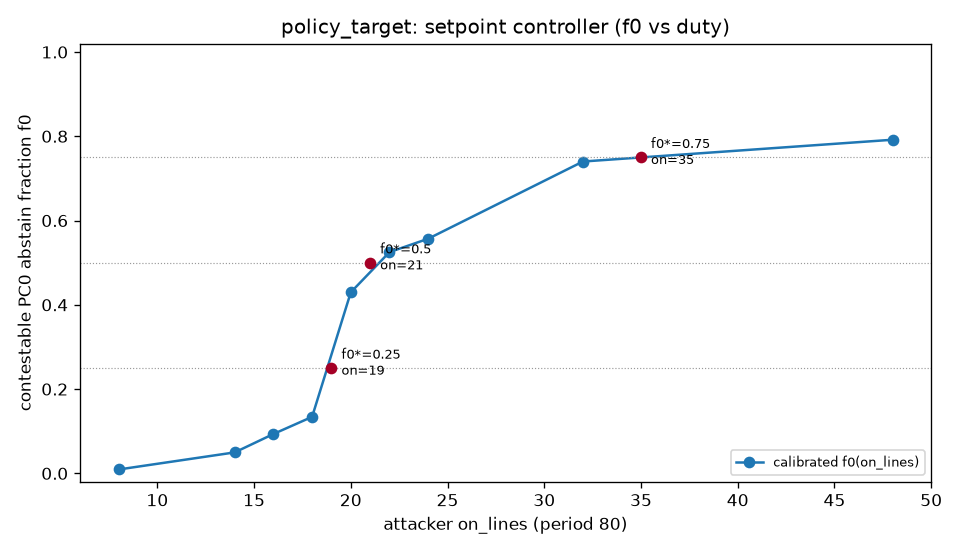 policy_target: setpoint controller (f0 vs duty)
contestable PC0 abstain fraction f0
1.0
0.8
0.6
0.4
0.2
0.0
f0*=0.75
on=35
f0*=0.5
on=21
f0*=0.25
on=19
calibrated f0(on_lines)
10
15
20
25
30
35
40
45
50
attacker on_lines (period 80)